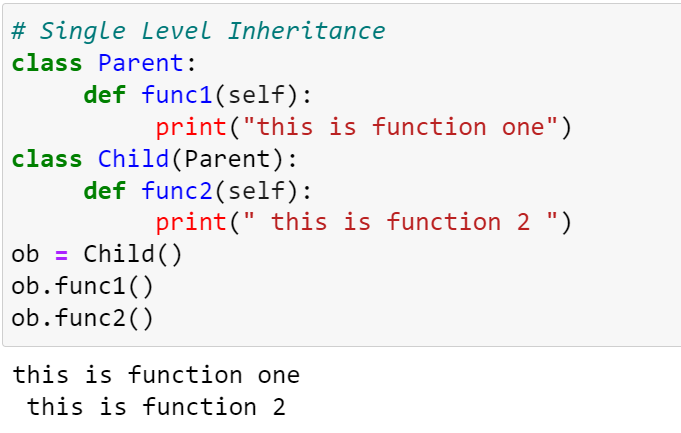 # Single Level Inheritance
class Parent:
     def func1(self):
          print("this is function one")
class Child(Parent):
     def func2(self):
          print(" this is function 2 ")
ob = Child()
ob.func1()
ob.func2()
this is function one
 this is function 2